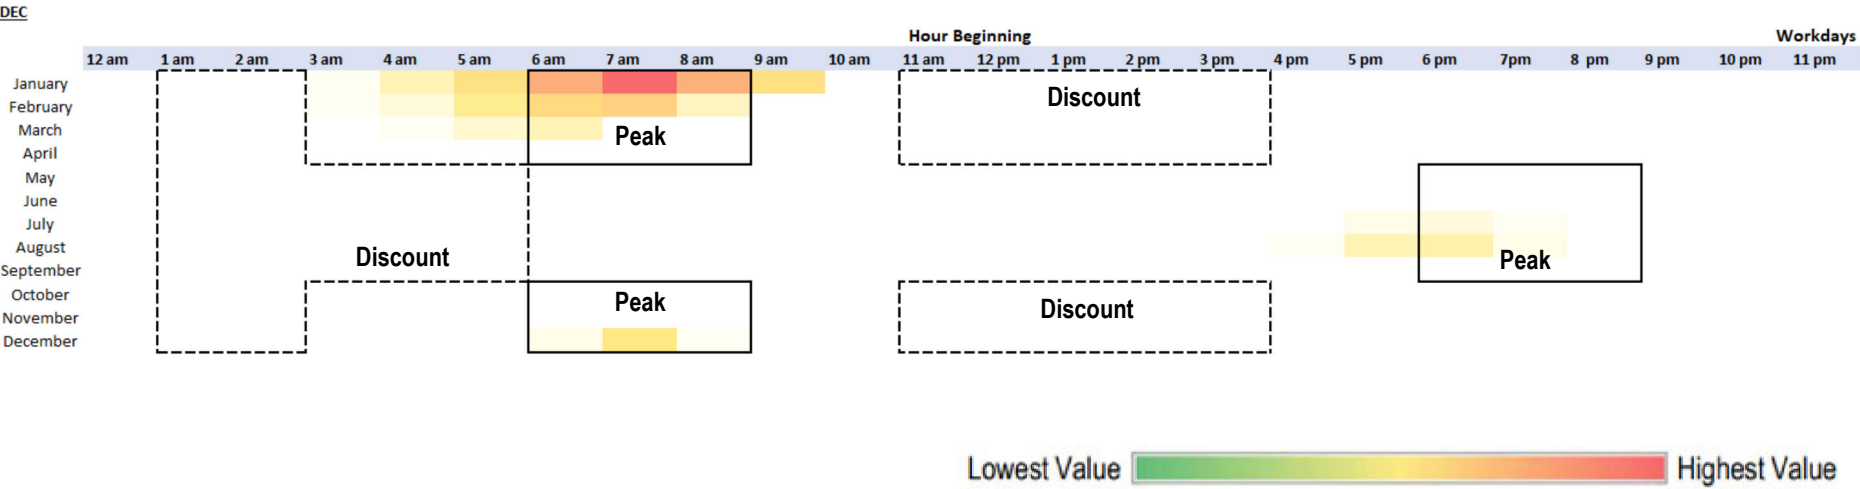 DEC
Hour Beginning Workdays
12 am 1 am 2 am 3 am 4 am 5 am 6 am 7 am 8 am 9 am 10 am 11 am 12 pm 1 pm 2 pm 3 pm 4 pm 5 pm 6 pm 7pm 8 pm 9 pm 10 pm 11 pm
January
Discount
February
March Peak
April
May
June
July
August
Discount Peak
September
October
Peak Discount
November
December
Lowest Value Highest Value